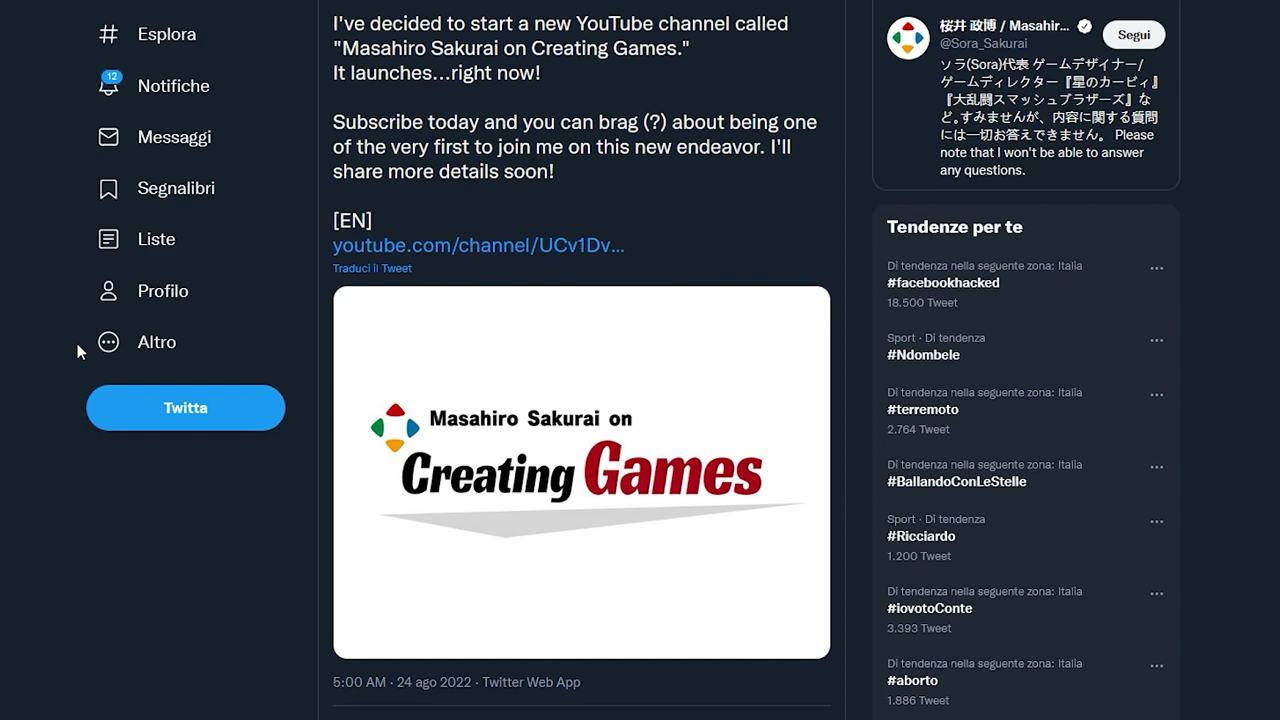 Esplora
12
Notifiche
Messaggi
Segnalibri
Liste
Profilo
Altro
Twitta
I've decided to start a new YouTube channel called
"Masahiro Sakurai on Creating Games."
It launches...right now!
Subscribe today and you can brag (?) about being one
of the very first to join me on this new endeavor. I'll
share more details soon!
[EN]
youtube.com/channel/UCv1Dv...
Traduci il Tweet
Masahiro Sakurai on
Creating Games
5:00 AM · 24 ago 2022 · Twitter Web App
桜井 政博 / Masahir...
@Sora_Sakurai
Segui
ソラ(Sora)代表 ゲームデザイナー/
ゲームディレクター『星のカービィ』
『大乱闘スマッシュブラザーズ』な
ど。すみませんが、内容に関する質問
には一切お答えできません。 Please
note that I won't be able to answer
any questions.
Tendenze per te
Di tendenza nella seguente zona: Italia
#facebookhacked
18.500 Tweet
Sport · Di tendenza
#Ndombele
Di tendenza nella seguente zona: Italia
#terremoto
2.764 Tweet
Di tendenza nella seguente zona: Italia
#BallandoConLeStelle
Sport · Di tendenza
#Ricciardo
1.200 Tweet
Di tendenza nella seguente zona: Italia
#iovotoConte
3.393 Tweet
Di tendenza nella seguente zona: Italia
#aborto
1.886 Tweet